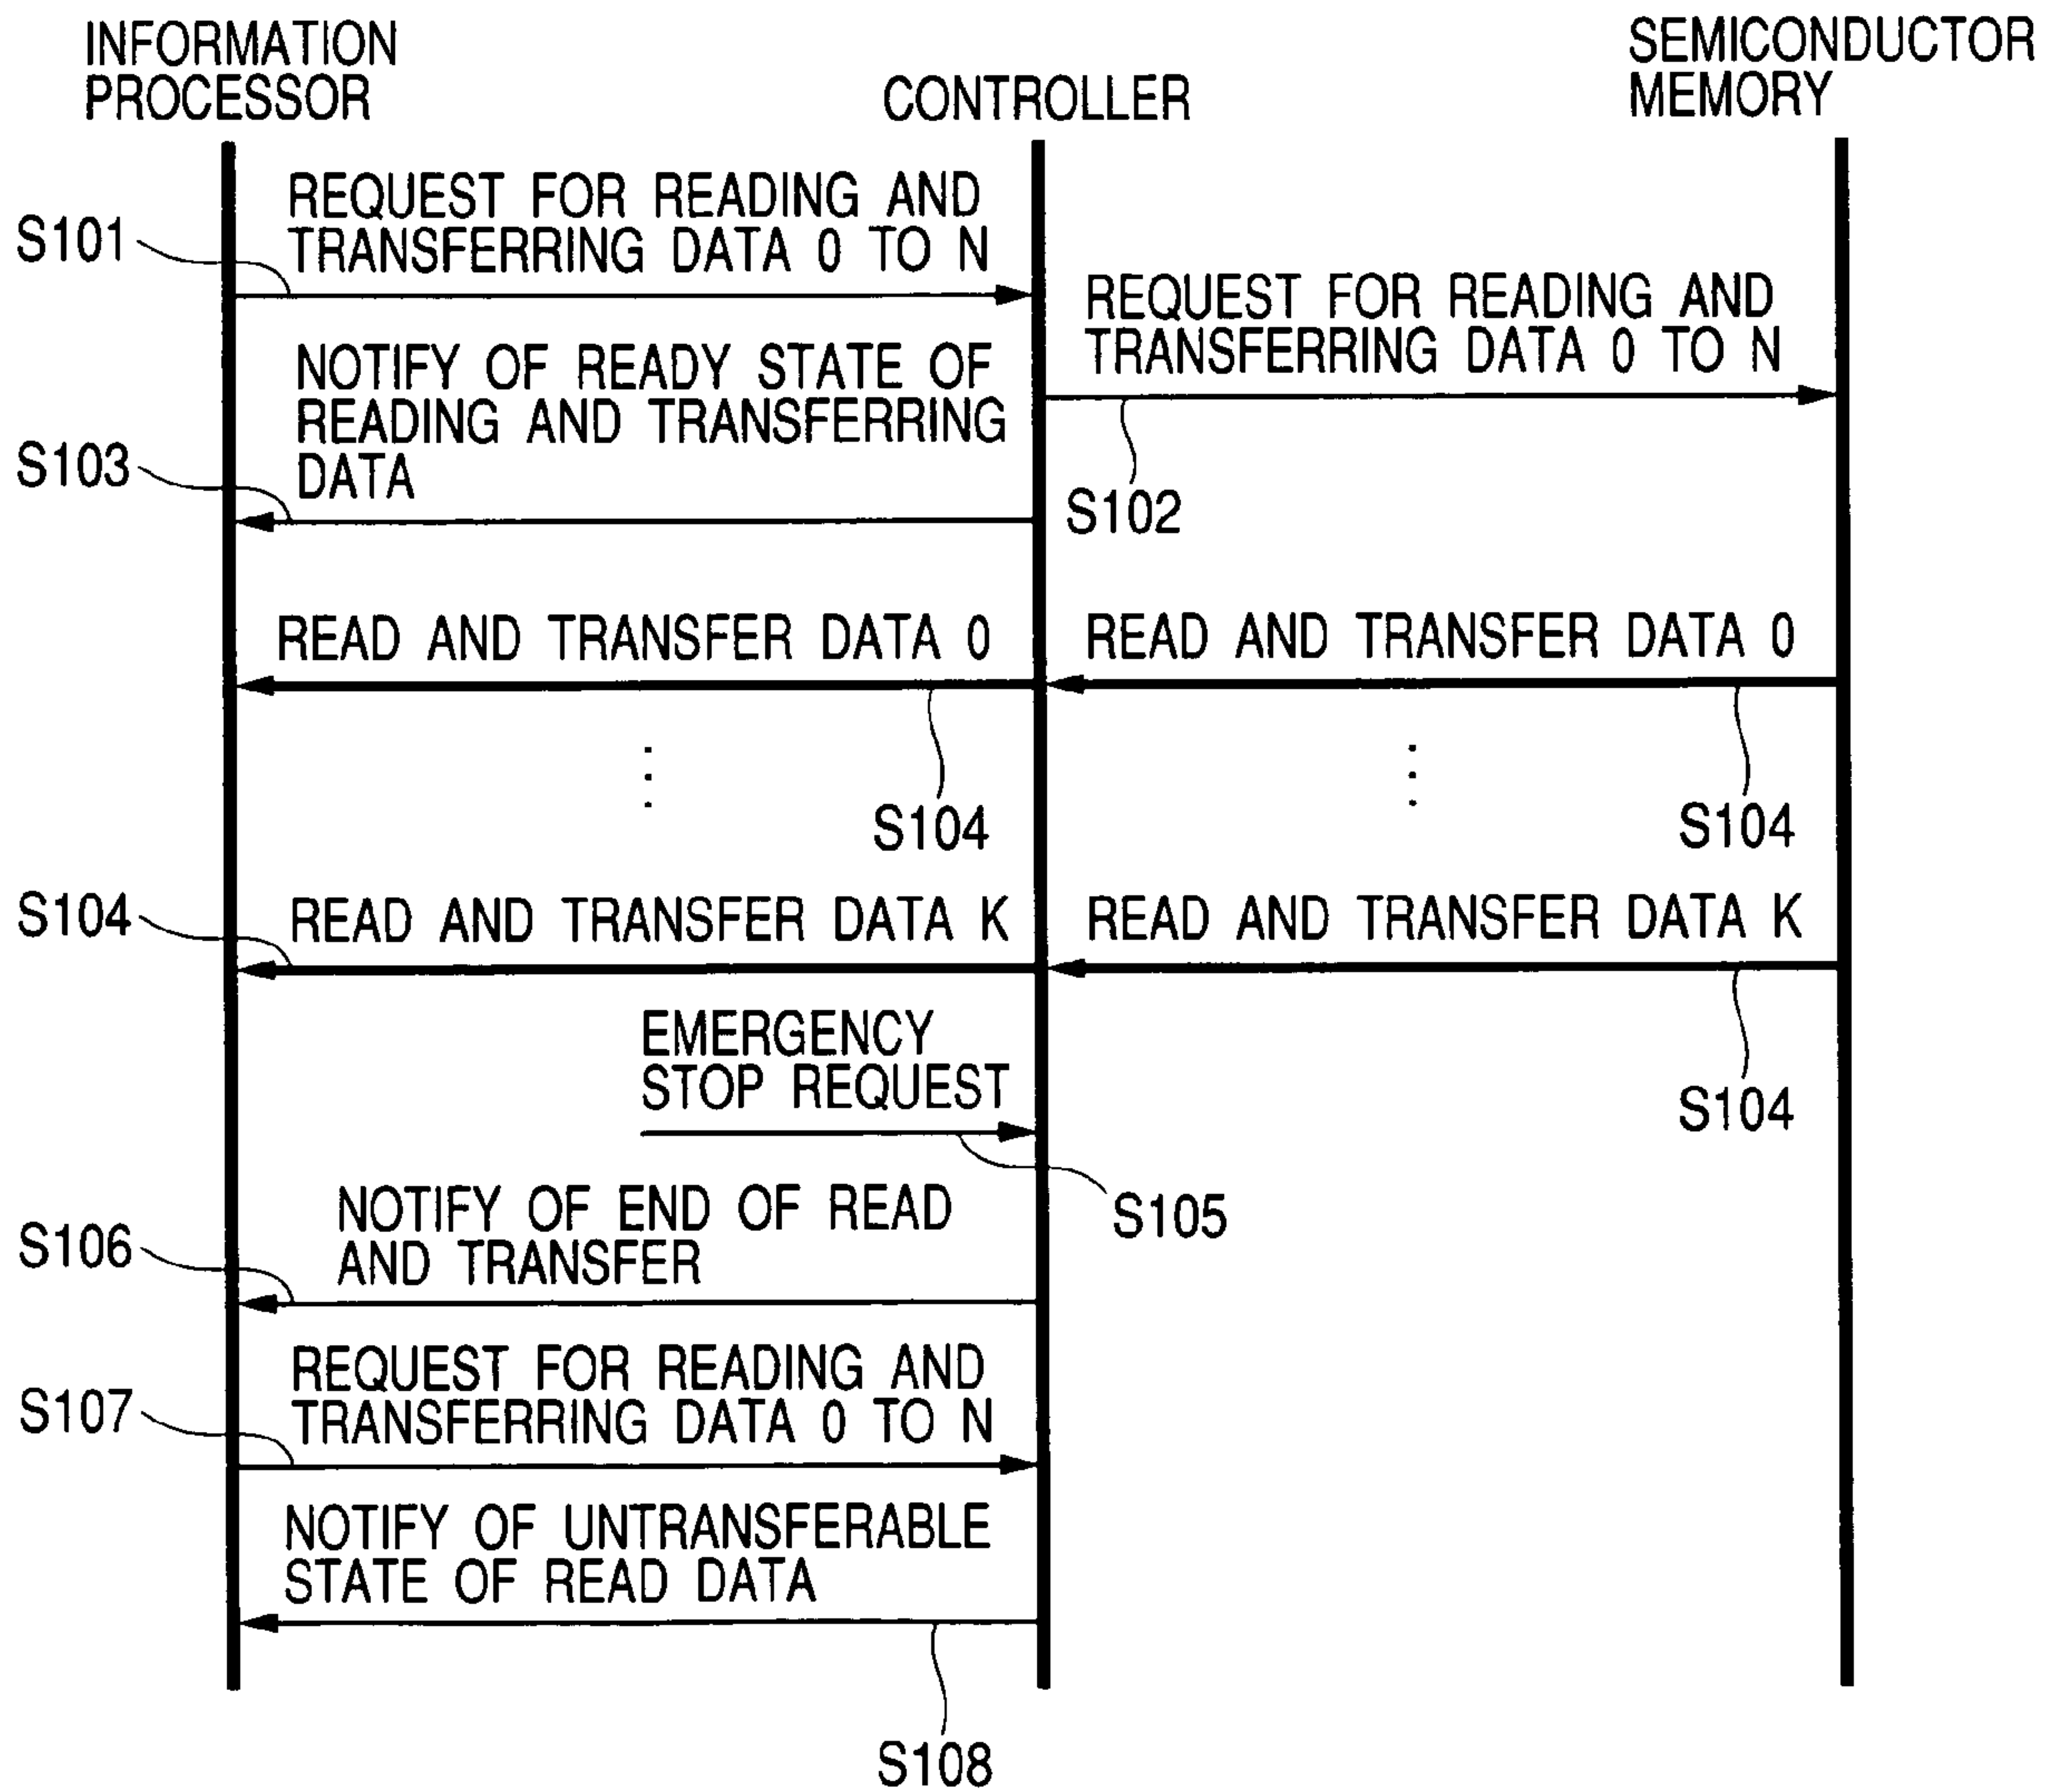 INFORMATION
PROCESSOR
CONTROLLER
SEMICONDUCTOR
MEMORY
REQUEST FOR READING AND
TRANSFERRING DATA 0 TO N
S101
REQUEST FOR READING AND
TRANSFERRING DATA 0 TO N
S102
NOTIFY OF READY STATE OF
READING AND TRANSFERRING
DATA
S103
READ AND TRANSFER DATA 0
READ AND TRANSFER DATA 0
S104
S104
S104
READ AND TRANSFER DATA K
READ AND TRANSFER DATA K
S104
EMERGENCY
STOP REQUEST
S105
NOTIFY OF END OF READ
AND TRANSFER
S106
REQUEST FOR READING AND
TRANSFERRING DATA 0 TO N
S107
NOTIFY OF UNTRANSFERABLE
STATE OF READ DATA
S108